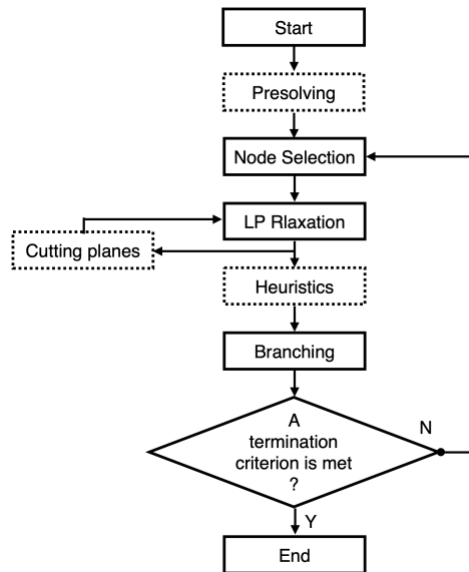 Start
Presolving
Node Selection
LP Rlaxation
Cutting planes
Heuristics
Branching
A
termination
criterion is met
?
N
Y
End